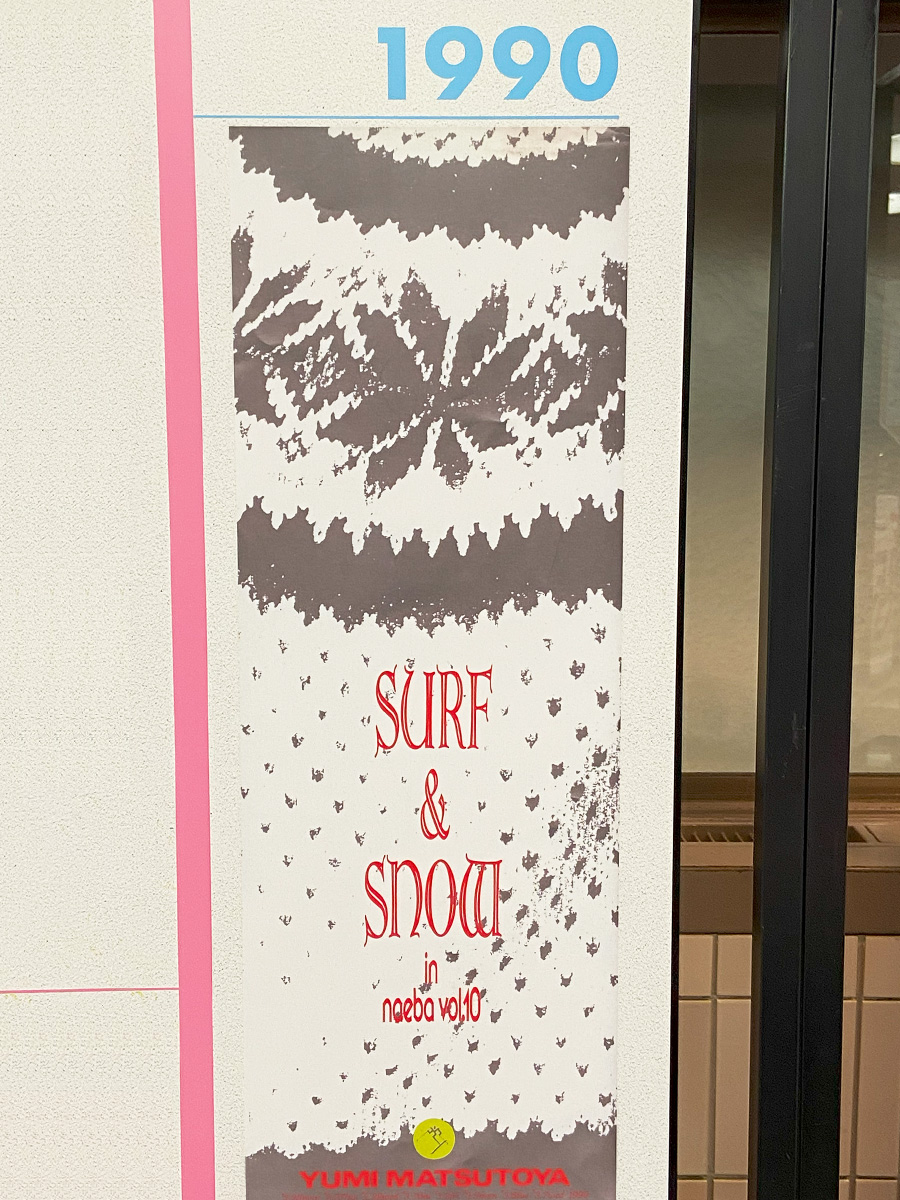 1990
SURF
&
SNOW
in
naeba vol.10
YUMI MATSUTOYA